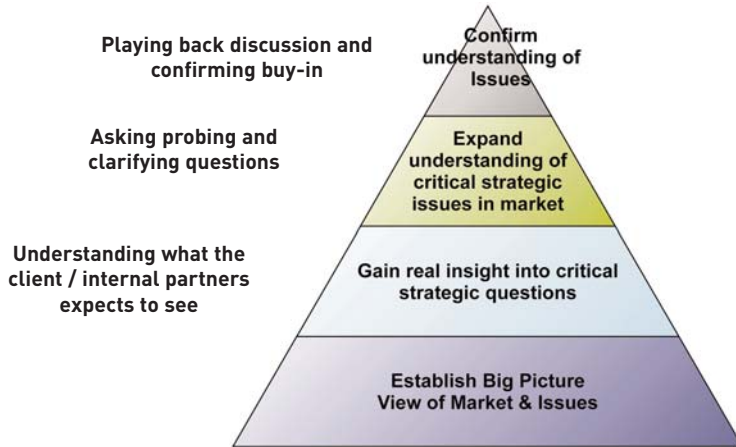 Playing back discussion and
confirming buy-in
Confirm
understanding of
Issues
Asking probing and
clarifying questions
Expand
understanding of
critical strategic
issues in market
Understanding what the
client / internal partners
expects to see
Gain real insight into critical
strategic questions
Establish Big Picture
View of Market & Issues